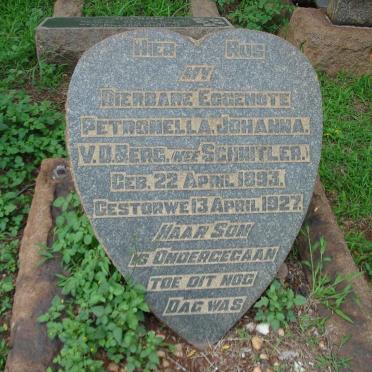 HIER RUS
MY
DIERBARE EGGENOTE
PETRONELLA. JOHANNA.
V.D. BERG. NEE SCHNITLER.
GEB. 22 APRIL 1893.
GESTORWE 13 APRIL 1927.
HAAR SON
IS ONDERGEGAAN
TOE DIT NOG
DAG WAS